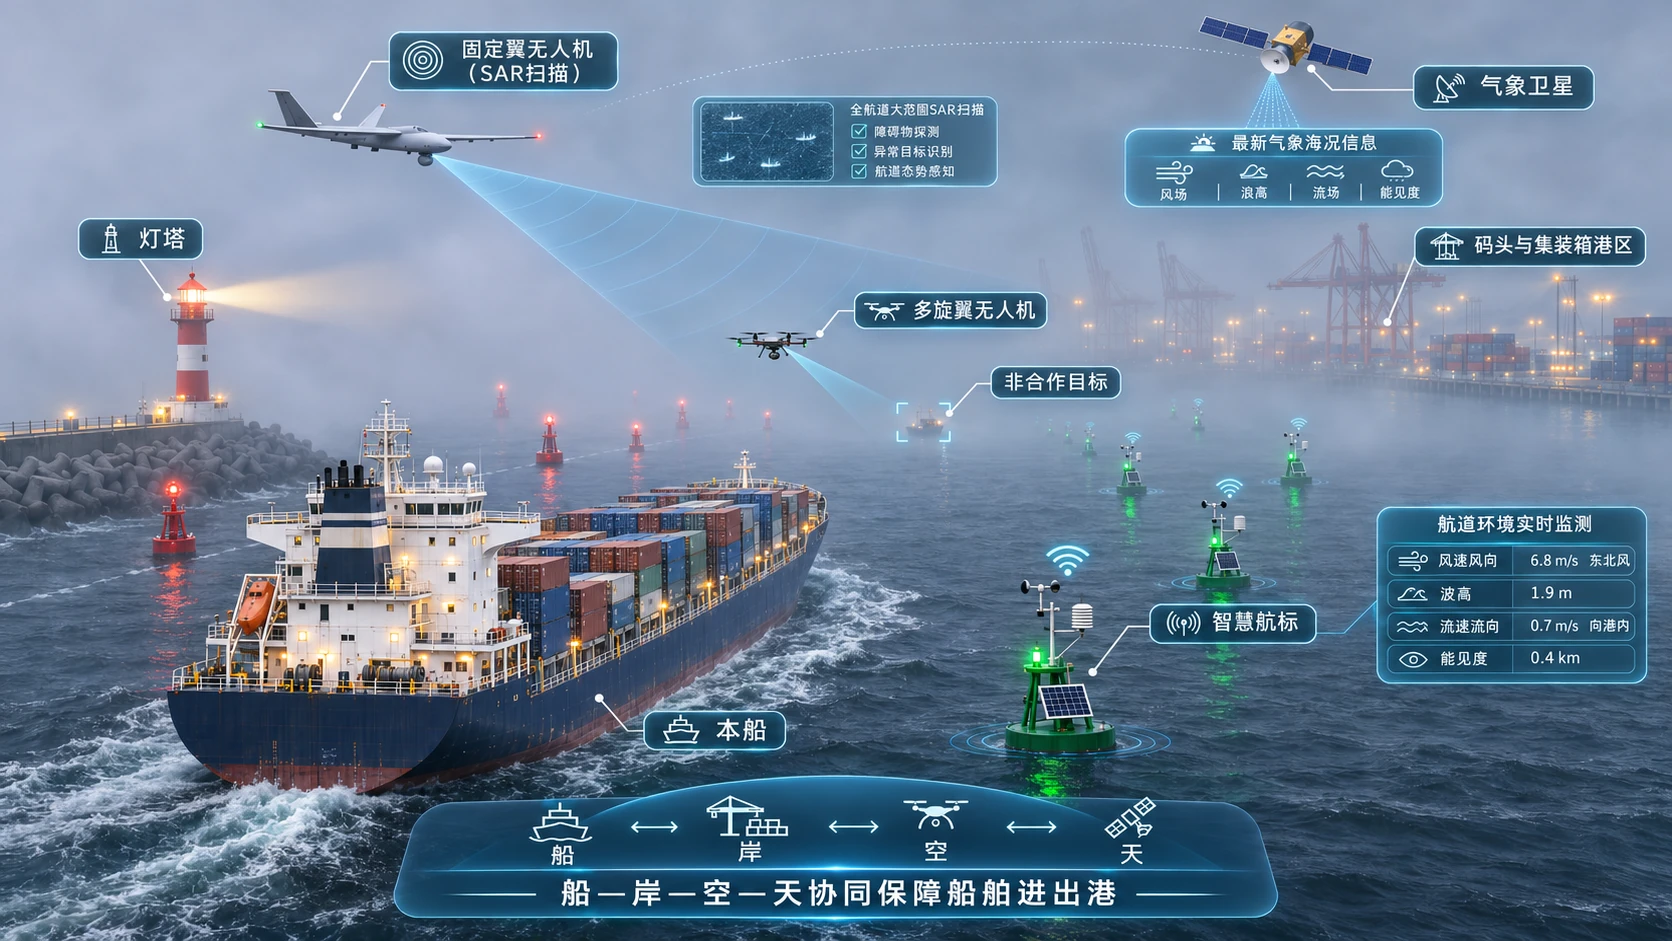 固定翼无人机
（SAR扫描）
气象卫星
全航道大范围SAR扫描
障碍物探测
异常目标识别
航道态势感知
最新气象海况信息
风场
浪高
流场
能见度
灯塔
码头与集装箱港区
多旋翼无人机
非合作目标
航道环境实时监测
风速风向 6.8 m/s 东北风
波高 1.9 m
流速流向 0.7 m/s 向港内
能见度 0.4 km
智慧航标
本船
船 岸 空 天
船—岸—空—天协同保障船舶进出港